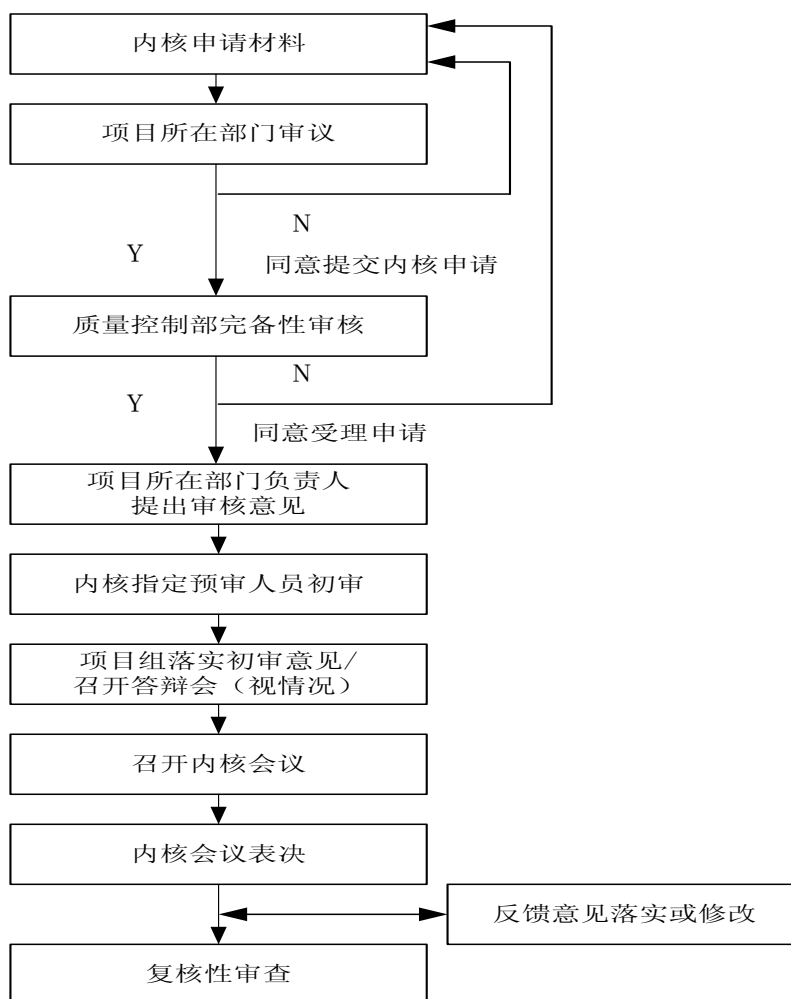 内核申请材料
项目所在部门审议
N
Y
同意提交内核申请
质量控制部完备性审核
N
Y
同意受理申请
项目所在部门负责人
提出审核意见
内核指定预审人员初审
项目组落实初审意见/
召开答辩会（视情况）
召开内核会议
内核会议表决
反馈意见落实或修改
复核性审查